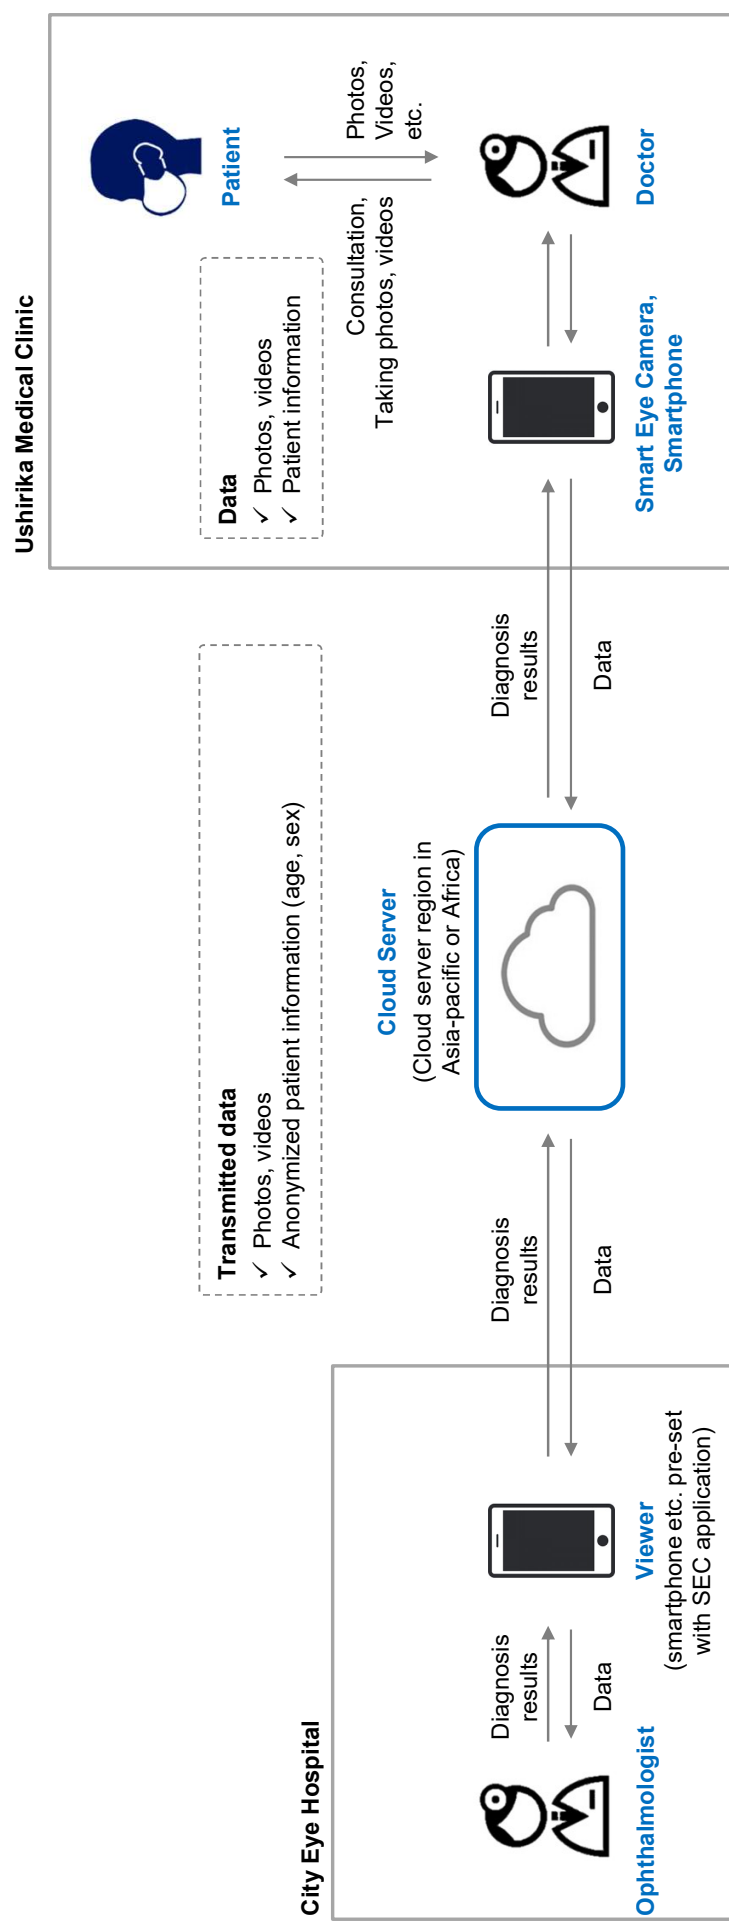 City Eye Hospital
Ophthalmologist
Diagnosis
results
Data
Viewer
(smartphone etc. pre-set
with SEC application)
Diagnosis
results
Data
Transmitted data
✓ Photos, videos
✓ Anonymized patient information (age, sex)
Cloud Server
(Cloud server region in
Asia-pacific or Africa)
Diagnosis
results
Data
Ushirika Medical Clinic
Data
✓ Photos, videos
✓ Patient information
Patient
Consultation,
Taking photos, videos
Photos,
Videos,
etc.
Smart Eye Camera,
Smartphone
Doctor